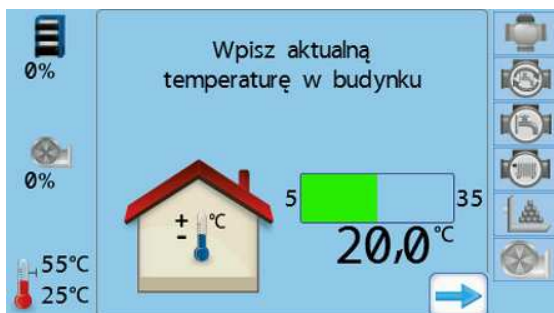 0%
0%
55°C
25°C
Wpisz aktualną
temperaturę w budynku
+ °C
-
5 35
20,0°C